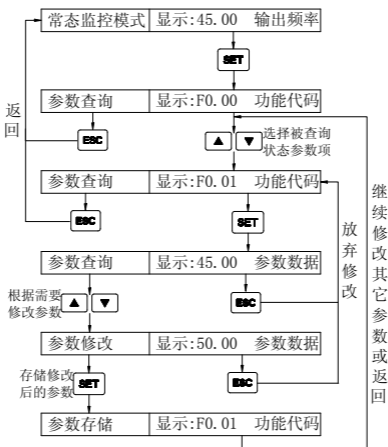 常态监控模式 显示:45.00 输出频率
SET
参数查询 显示:F0.00 功能代码
返回
ESC
▲ ▼ 选择被查询
状态参数项
参数查询 显示:F0.01 功能代码
ESC
SET
继续修改其它参数或返回
放弃修改
参数查询 显示:45.00 参数数据
根据需要
修改参数
▲ ▼
ESC
参数修改 显示:50.00 参数数据
存储修改
后的参数
SET
ESC
参数存储 显示:F0.01 功能代码